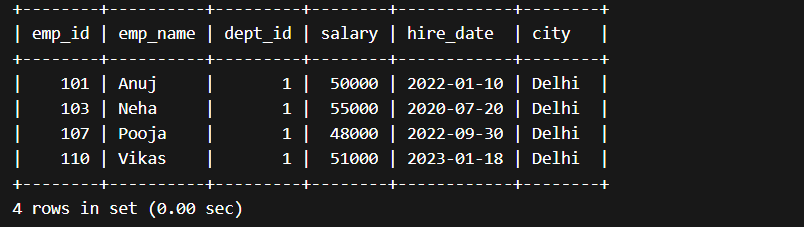 +--------+----------+---------+--------+------------+--------+
| emp_id | emp_name | dept_id | salary | hire_date  | city   |
+--------+----------+---------+--------+------------+--------+
|    101 | Anuj     |       1 |  50000 | 2022-01-10 | Delhi  |
|    103 | Neha     |       1 |  55000 | 2020-07-20 | Delhi  |
|    107 | Pooja    |       1 |  48000 | 2022-09-30 | Delhi  |
|    110 | Vikas    |       1 |  51000 | 2023-01-18 | Delhi  |
+--------+----------+---------+--------+------------+--------+
4 rows in set (0.00 sec)